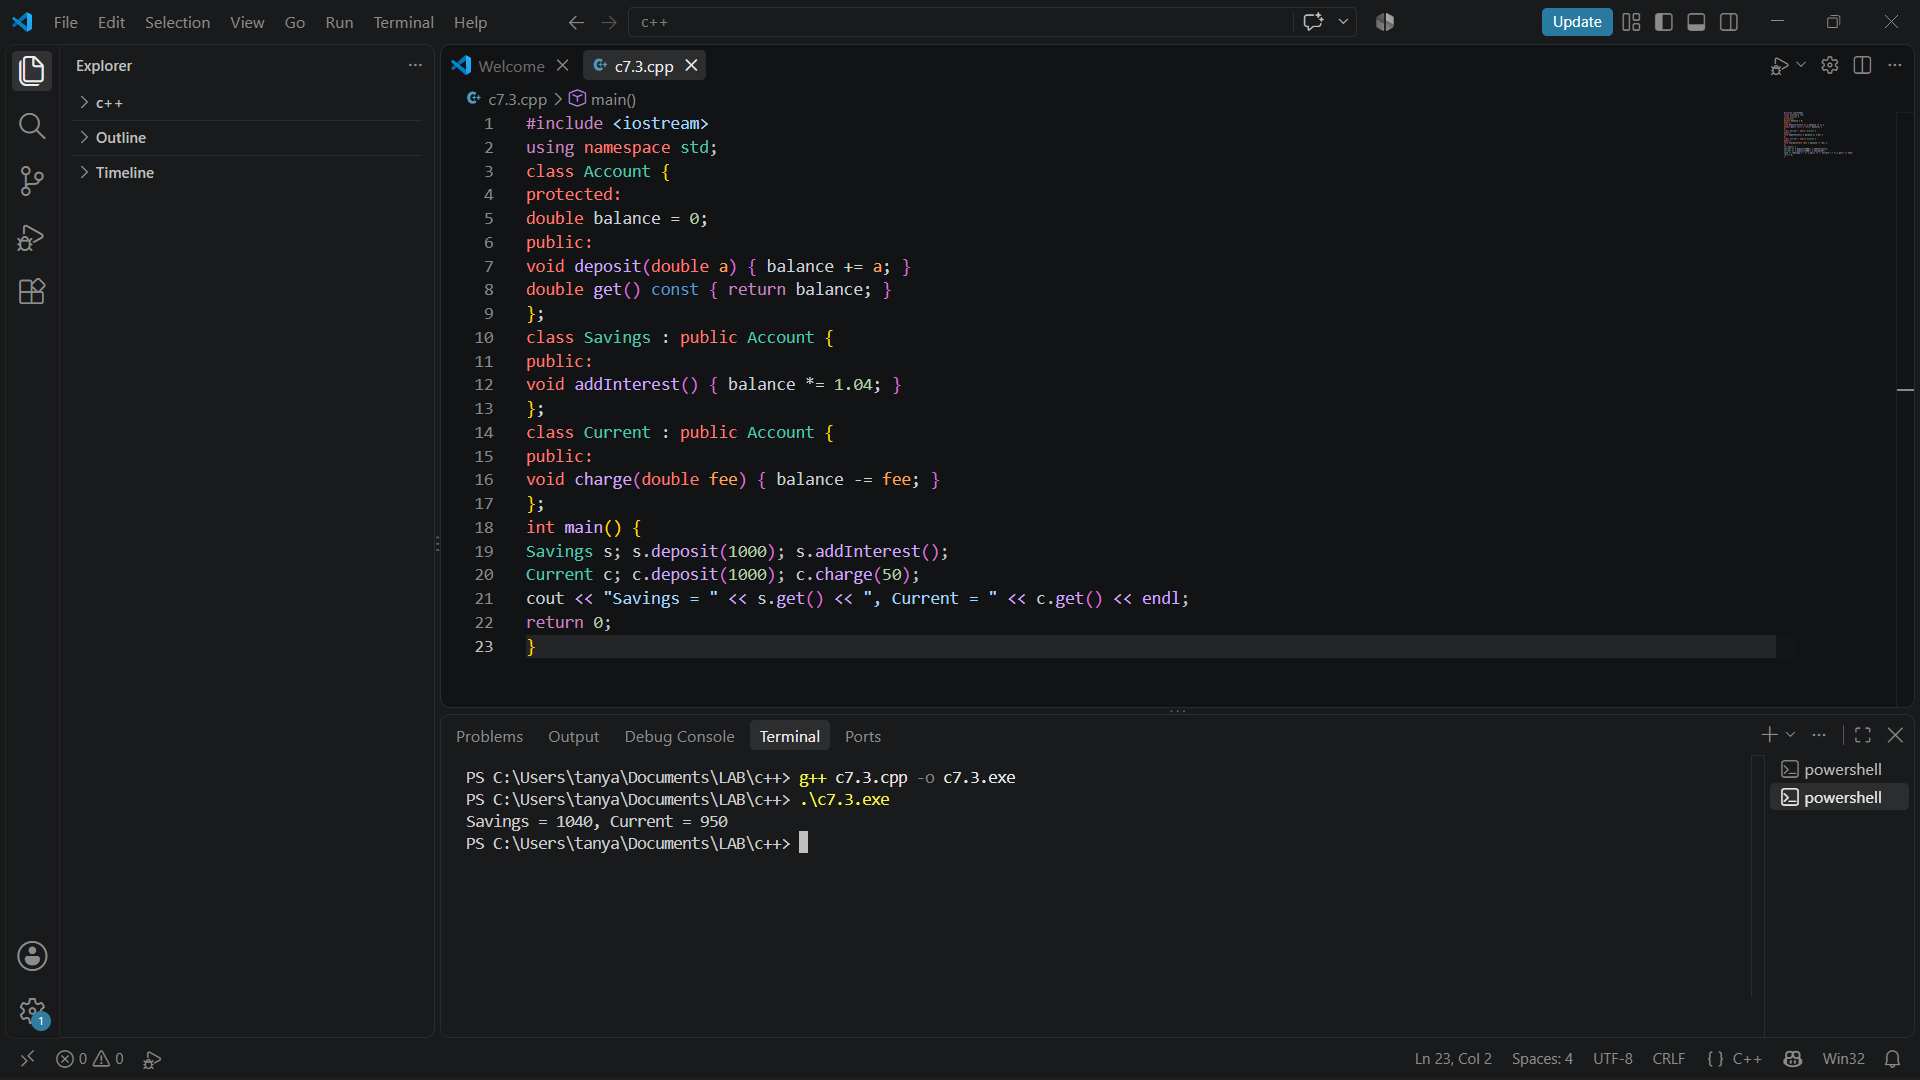 File Edit Selection View Go Run Terminal Help
c++
Update
Explorer
c++
Outline
Timeline
Welcome
c7.3.cpp
c7.3.cpp > main()
1 #include <iostream>
2 using namespace std;
3 class Account {
4 protected:
5 double balance = 0;
6 public:
7 void deposit(double a) { balance += a; }
8 double get() const { return balance; }
9 };
10 class Savings : public Account {
11 public:
12 void addInterest() { balance *= 1.04; }
13 };
14 class Current : public Account {
15 public:
16 void charge(double fee) { balance -= fee; }
17 };
18 int main() {
19 Savings s; s.deposit(1000); s.addInterest();
20 Current c; c.deposit(1000); c.charge(50);
21 cout << "Savings = " << s.get() << ", Current = " << c.get() << endl;
22 return 0;
23 }
Problems Output Debug Console Terminal Ports
PS C:\Users\tanya\Documents\LAB\c++> g++ c7.3.cpp -o c7.3.exe
PS C:\Users\tanya\Documents\LAB\c++> .\c7.3.exe
Savings = 1040, Current = 950
PS C:\Users\tanya\Documents\LAB\c++>
powershell
powershell
1
0 0
Ln 23, Col 2 Spaces: 4 UTF-8 CRLF {} C++ Win32